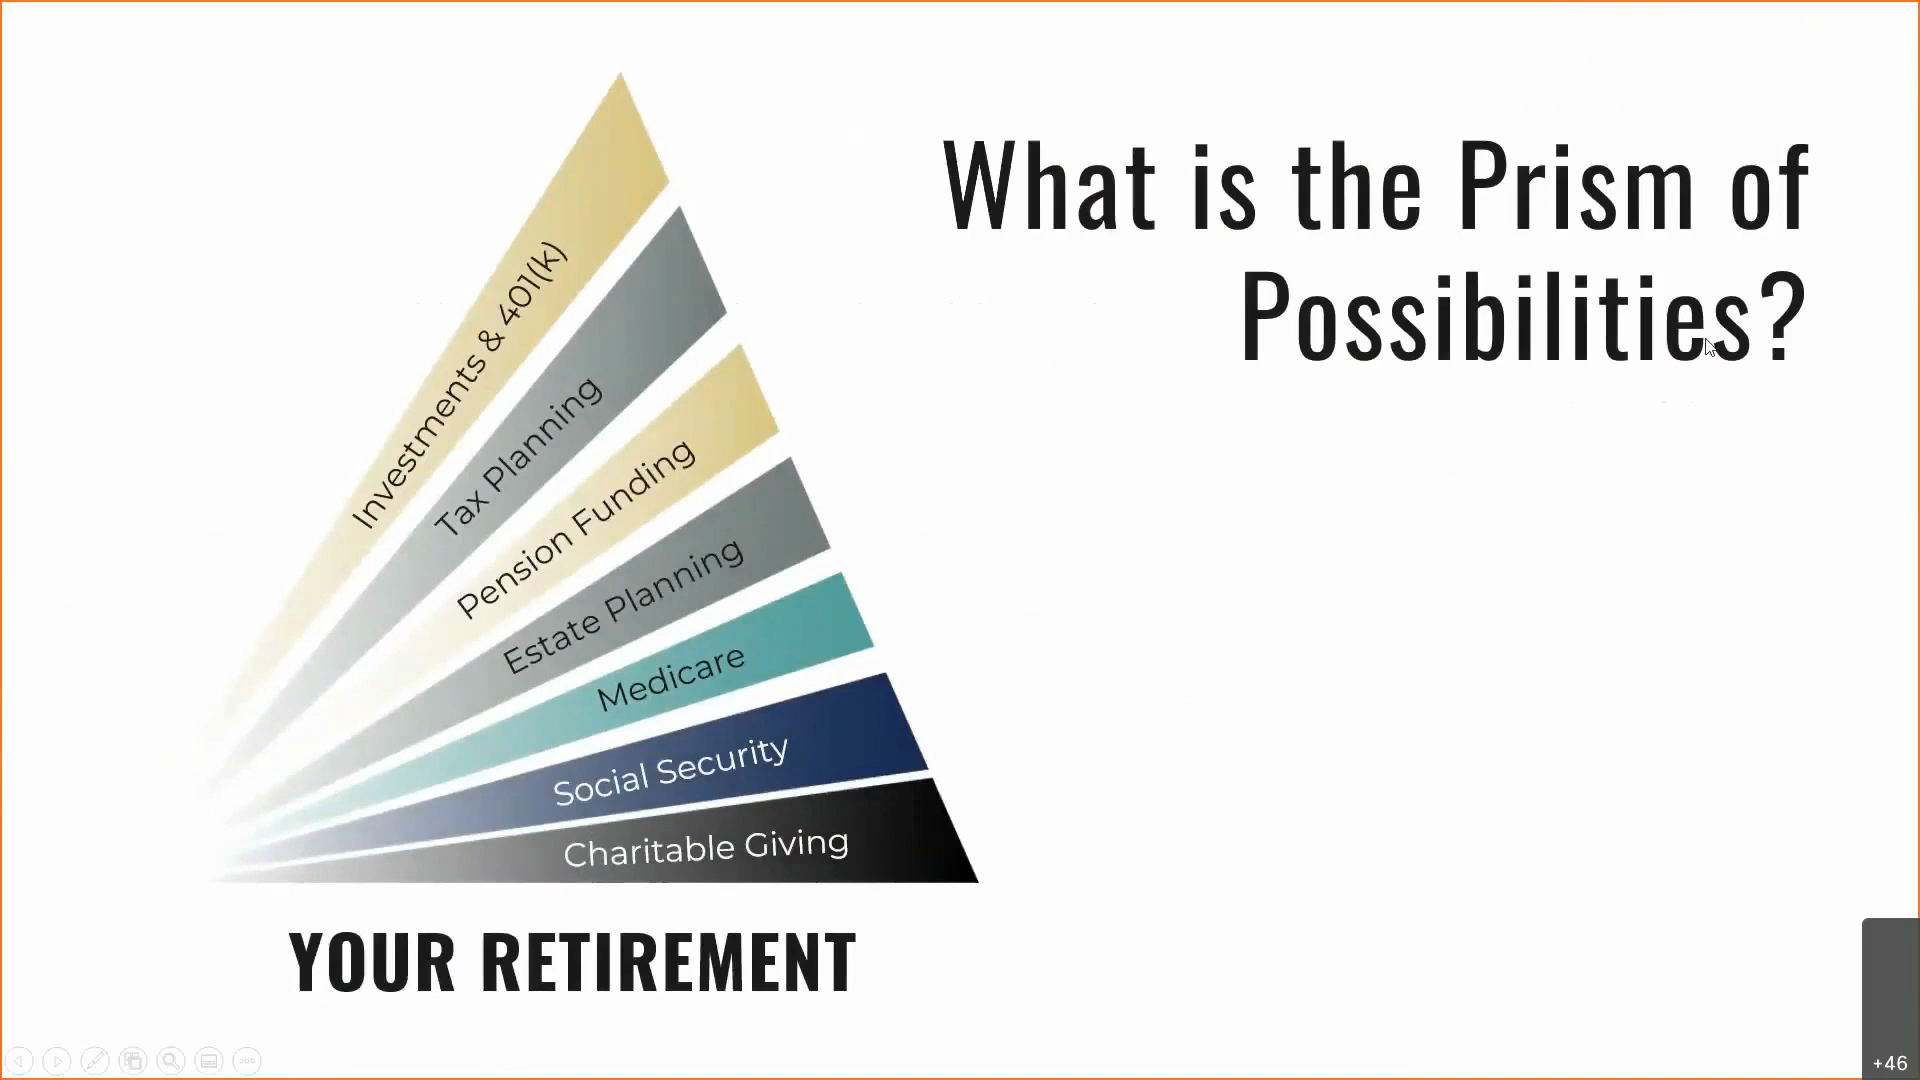 What is the Prism of
Possibilities?
Investments & 401(k)
Tax Planning
Pension Funding
Estate Planning
Medicare
Social Security
Charitable Giving
YOUR RETIREMENT
+46